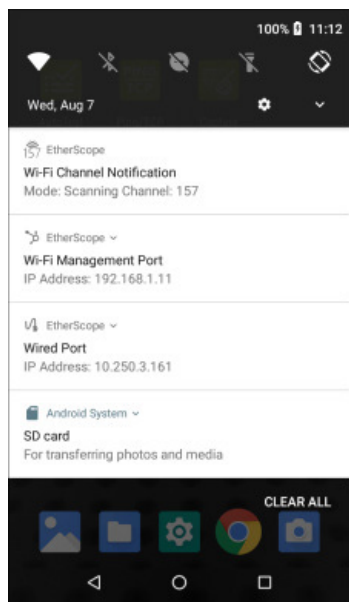 100% 11:12
Wed, Aug 7
157 EtherScope
Wi-Fi Channel Notification
Mode: Scanning Channel: 157
EtherScope
Wi-Fi Management Port
IP Address: 192.168.1.11
EtherScope
Wired Port
IP Address: 10.250.3.161
Android System
SD card
For transferring photos and media
CLEAR ALL